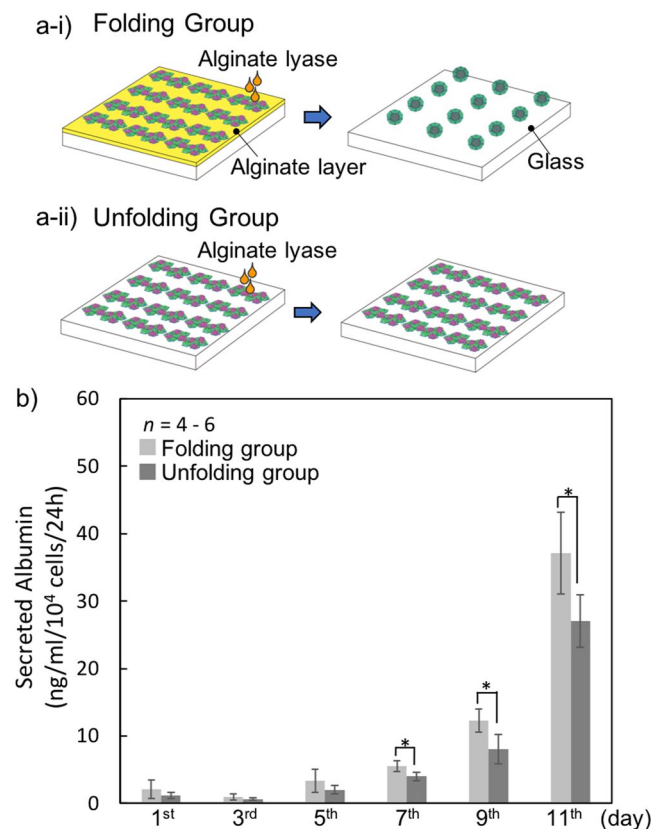 a-i) Folding Group
Alginate lyase
Alginate layer
Glass
a-ii) Unfolding Group
Alginate lyase
b)
60
50
40
30
20
10
0
Secreted Albumin
(ng/ml/10⁴ cells/24h)
n = 4 - 6
Folding group
Unfolding group
*
*
*
1st 3rd 5th 7th 9th 11th (day)